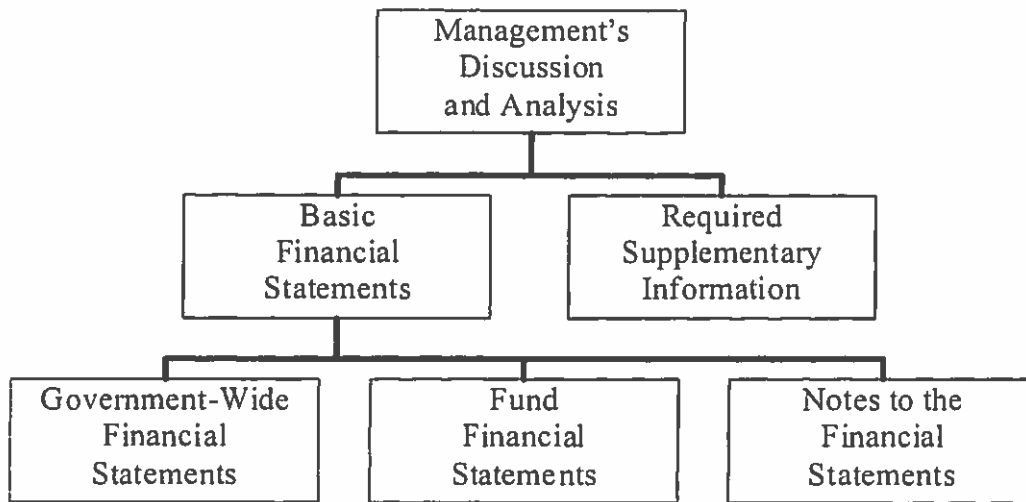 Management's
Discussion
and Analysis
Basic
Financial
Statements
Required
Supplementary
Information
Government-Wide
Financial
Statements
Fund
Financial
Statements
Notes to the
Financial
Statements